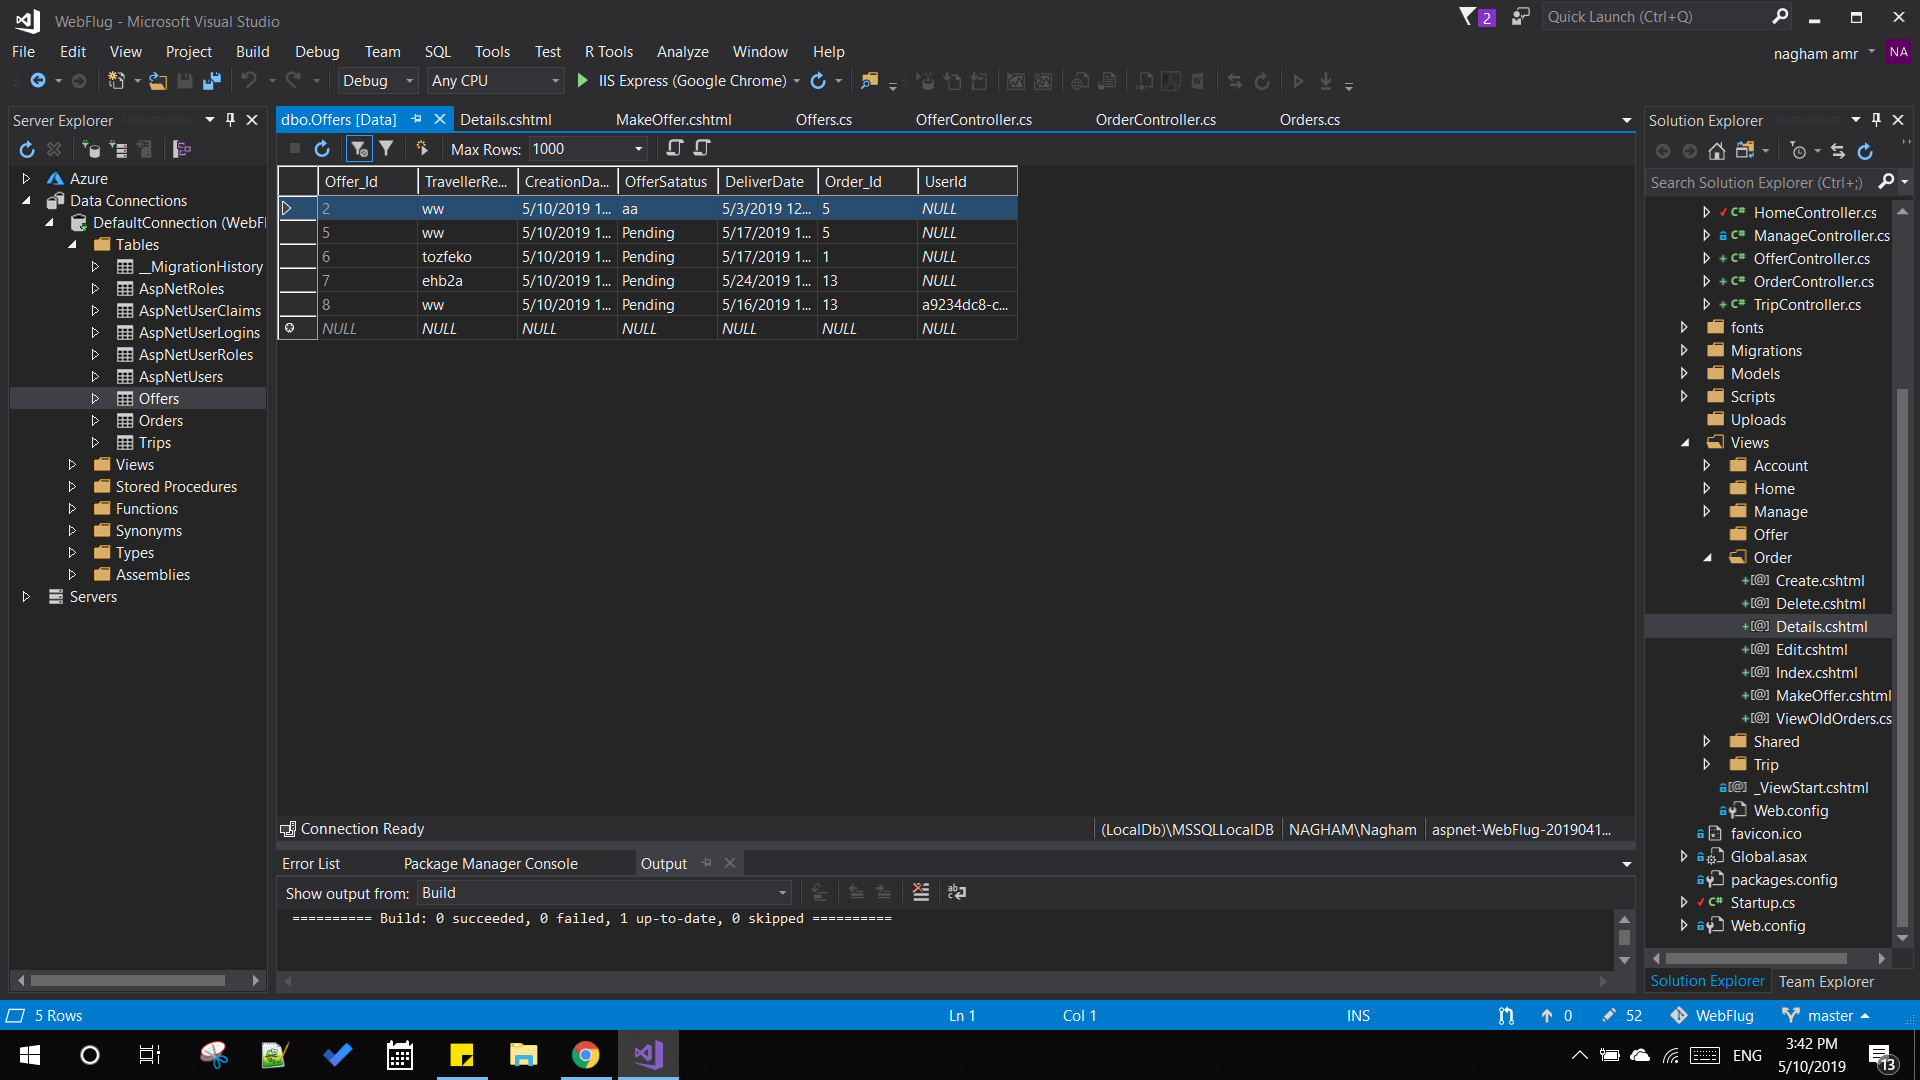 WebFlug - Microsoft Visual Studio
2
Quick Launch (Ctrl+Q)
File Edit View Project Build Debug Team SQL Tools Test R Tools Analyze Window Help
nagham amr NA
Debug Any CPU IIS Express (Google Chrome)
Server Explorer
Azure
Data Connections
DefaultConnection (WebFl
Tables
__MigrationHistory
AspNetRoles
AspNetUserClaims
AspNetUserLogins
AspNetUserRoles
AspNetUsers
Offers
Orders
Trips
Views
Stored Procedures
Functions
Synonyms
Types
Assemblies
Servers
dbo.Offers [Data] Details.cshtml MakeOffer.cshtml Offers.cs OfferController.cs OrderController.cs Orders.cs
Max Rows: 1000
Offer_Id TravellerRe... CreationDa... OfferSatatus DeliverDate Order_Id UserId
2 ww 5/10/2019 1... aa 5/3/2019 12... 5 NULL
5 ww 5/10/2019 1... Pending 5/17/2019 1... 5 NULL
6 tozfeko 5/10/2019 1... Pending 5/17/2019 1... 1 NULL
7 ehb2a 5/10/2019 1... Pending 5/24/2019 1... 13 NULL
8 ww 5/10/2019 1... Pending 5/16/2019 1... 13 a9234dc8-c...
NULL NULL NULL NULL NULL NULL NULL
Connection Ready
(LocalDb)\MSSQLLocalDB NAGHAM\Nagham aspnet-WebFlug-2019041...
Error List Package Manager Console Output
Show output from: Build
========== Build: 0 succeeded, 0 failed, 1 up-to-date, 0 skipped ==========
Solution Explorer
Search Solution Explorer (Ctrl+;)
C# HomeController.cs
C# ManageController.cs
C# OfferController.cs
C# OrderController.cs
C# TripController.cs
fonts
Migrations
Models
Scripts
Uploads
Views
Account
Home
Manage
Offer
Order
[@] Create.cshtml
[@] Delete.cshtml
[@] Details.cshtml
[@] Edit.cshtml
[@] Index.cshtml
[@] MakeOffer.cshtml
[@] ViewOldOrders.cs
Shared
Trip
[@] _ViewStart.cshtml
Web.config
favicon.ico
Global.asax
packages.config
C# Startup.cs
Web.config
Solution Explorer Team Explorer
5 Rows Ln 1 Col 1 INS 0 52 WebFlug master
ENG
3:42 PM
5/10/2019
13